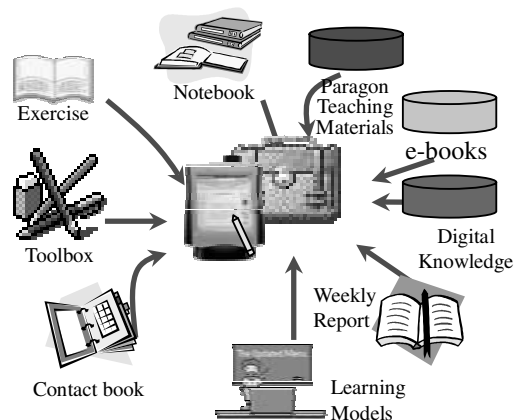 Notebook
Paragon
Teaching
Materials
Exercise
e-books
Toolbox
Digital
Knowledge
Weekly
Report
Contact book
Learning
Models